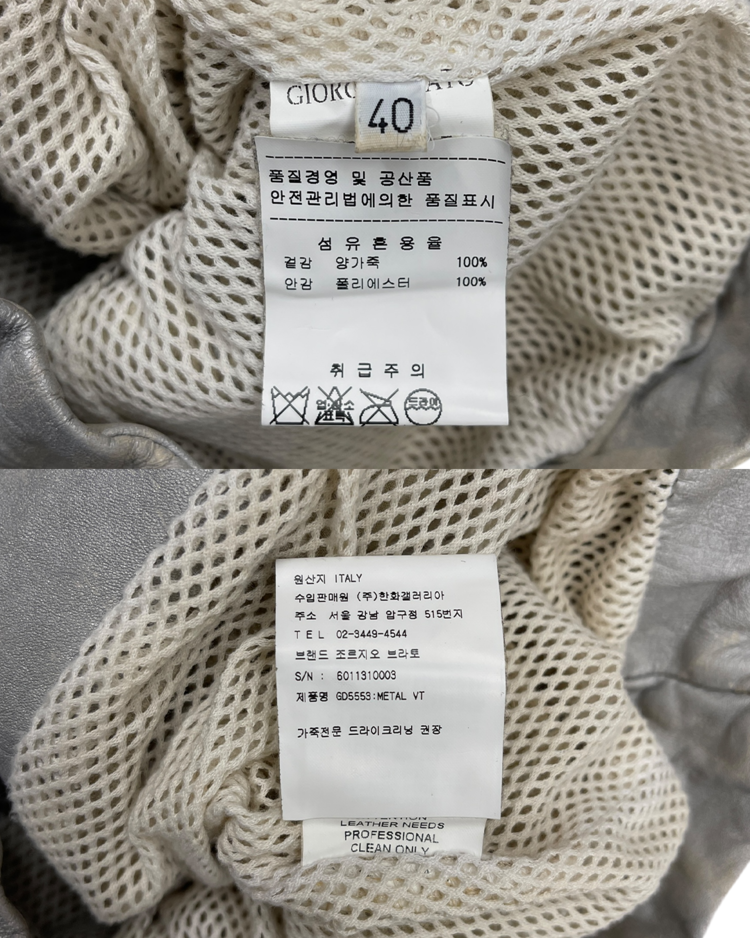 GIORG
40
품질경영 및 공산품
안전관리법에의한 품질표시
섬유혼용율
겉감 양가죽 100%
안감 폴리에스터 100%
취급주의
드라이
원산지 ITALY
수입판매원 (주)한화갤러리아
주소 서울 강남 압구정 515번지
TEL 02-3449-4544
브랜드 조르지오 브라토
S/N : 6011310003
제품명 GD5553:METAL VT
가죽전문 드라이크리닝 권장
LEATHER NEEDS
PROFESSIONAL
CLEAN ONLY